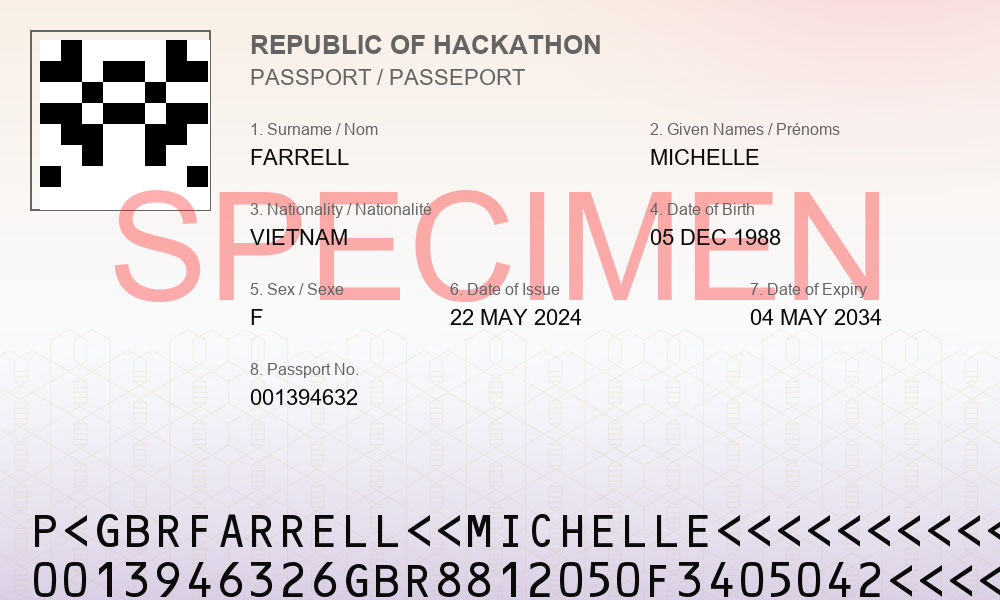 REPUBLIC OF HACKATHON
PASSPORT / PASSEPORT
1. Surname / Nom
2. Given Names / Prénoms
FARRELL
MICHELLE
SPECIMEN
3. Nationality / Nationalité
4. Date of Birth
VIETNAM
05 DEC 1988
5. Sex / Sexe
6. Date of Issue
7. Date of Expiry
F
22 MAY 2024
04 MAY 2034
8. Passport No.
001394632
P<GBRFARRELL<<MICHELLE<<<<<<<<<<
0013946326GBR8812050F3405042<<<<